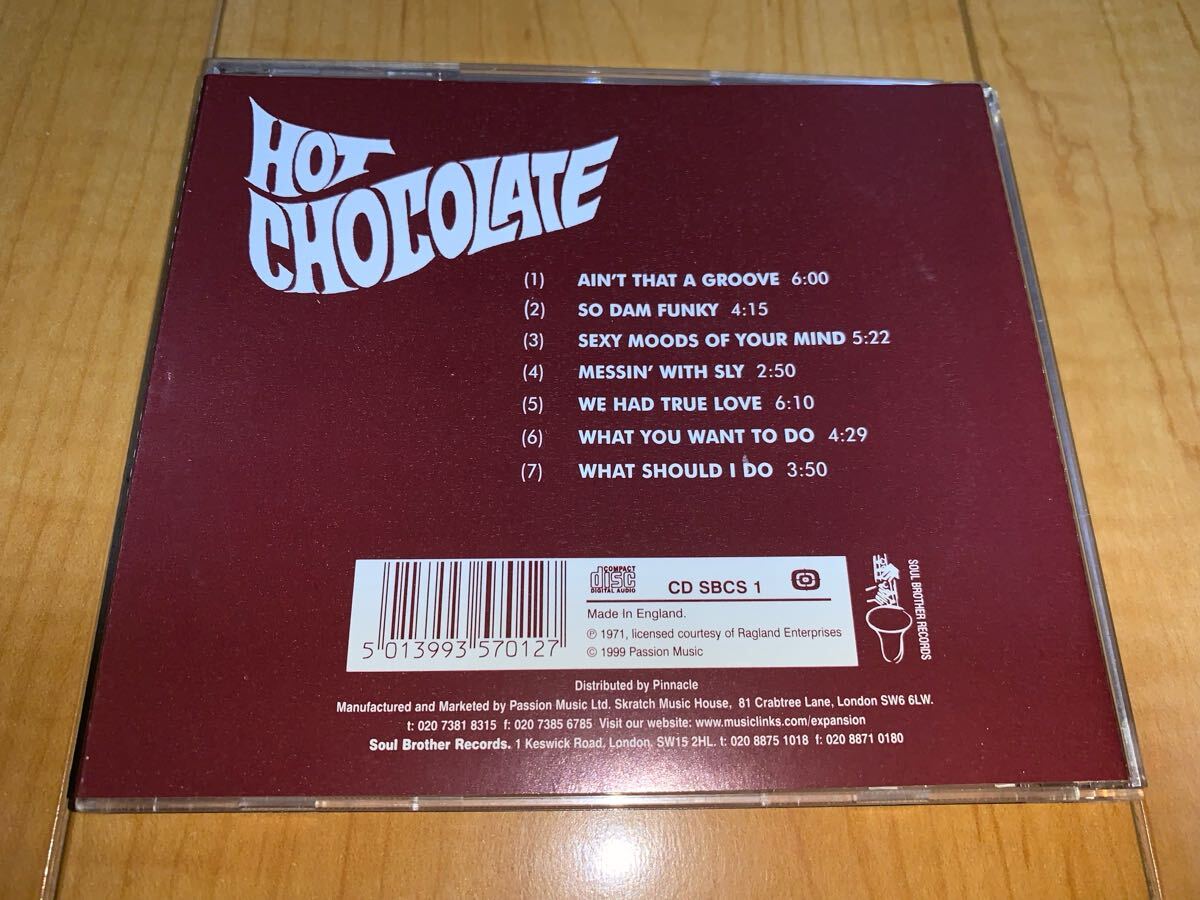 HOT
CHOCOLATE
(1) AIN'T THAT A GROOVE 6:00
(2) SO DAM FUNKY 4:15
(3) SEXY MOODS OF YOUR MIND 5:22
(4) MESSIN' WITH SLY 2:50
(5) WE HAD TRUE LOVE 6:10
(6) WHAT YOU WANT TO DO 4:29
(7) WHAT SHOULD I DO 3:50
5 013993 570127
COMPACT
disc
DIGITAL AUDIO
CD SBCS 1
Made In England.
℗ 1971, licensed courtesy of Ragland Enterprises
© 1999 Passion Music
SOUL BROTHER RECORDS
Distributed by Pinnacle
Manufactured and Marketed by Passion Music Ltd. Skratch Music House, 81 Crabtree Lane, London SW6 6LW.
t: 020 7381 8315 f: 020 7385 6785 Visit our website: www.musiclinks.com/expansion
Soul Brother Records. 1 Keswick Road, London, SW15 2HL. t: 020 8875 1018 f: 020 8871 0180